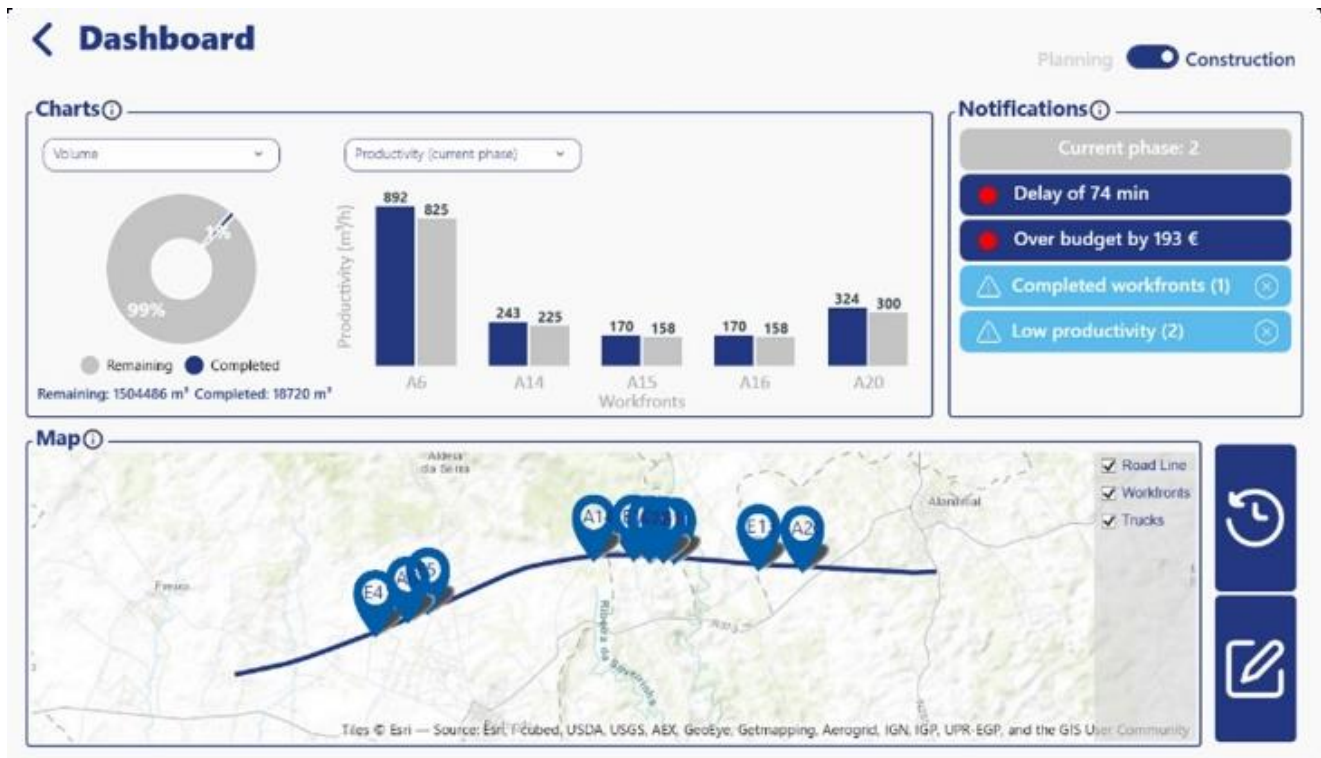 Dashboard
Planning Construction
Charts
Volume
Productivity (current phase)
1%
99%
Remaining Completed
Remaining: 1504486 m³ Completed: 18720 m³
Productivity (m³/h)
892 825
243 225
170 158
170 158
324 300
A6 A14 A15 A16 A20
Workfronts
Notifications
Current phase: 2
Delay of 74 min
Over budget by 193 €
Completed workfronts (1)
Low productivity (2)
Map
Aldeia
da Serra
Alandroal
Road Line
Workfronts
Trucks
E4
A1
E1
A2
Ribeira da
Tiles © Esri — Source: Esri, i-cubed, USDA, USGS, AEX, GeoEye, Getmapping, Aerogrid, IGN, IGP, UPR-EGP, and the GIS User Community